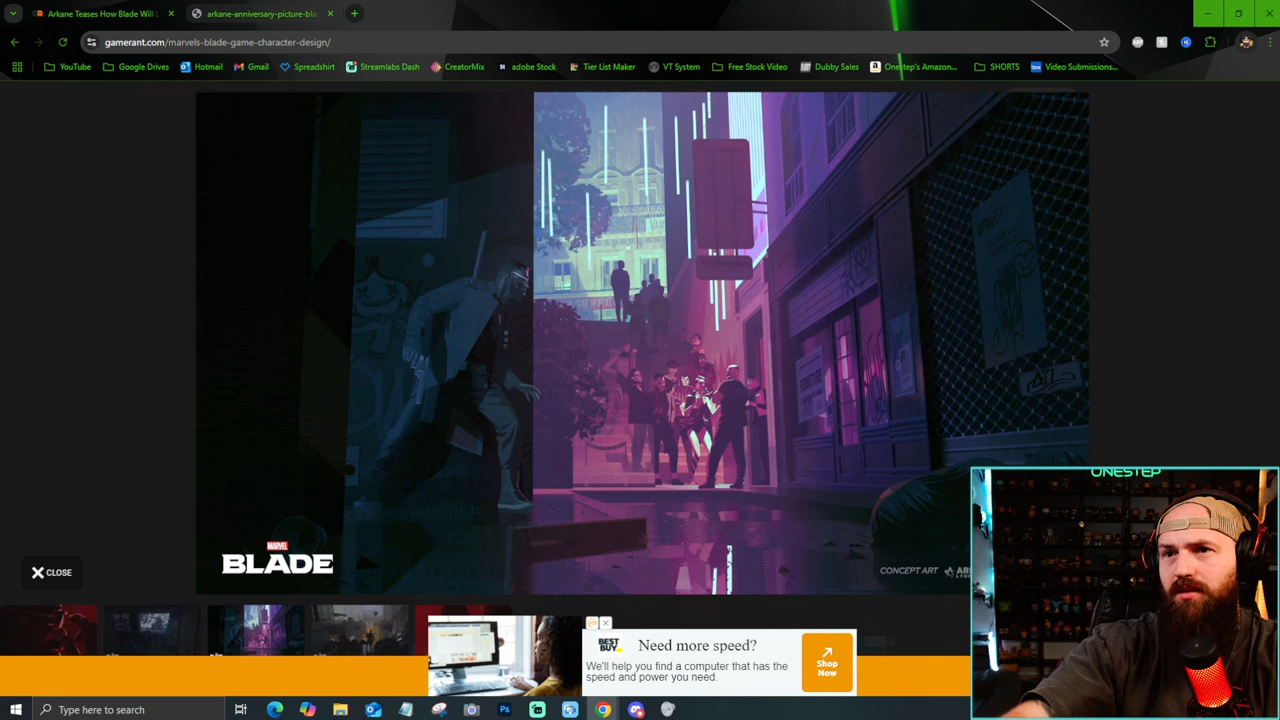 Arkane Teases How Blade Will
arkane-anniversary-picture-bla
gamerant.com/marvels-blade-game-character-design/
YouTube
Google Drives
Hotmail
Gmail
Spreadshirt
Streamlabs Dash
CreatorMix
adobe Stock
Tier List Maker
VT System
Free Stock Video
Dubby Sales
Onestep's Amazon...
SHORTS
Video Submissions...
MARVEL
BLADE
CONCEPT ART
CLOSE
ONESTEP
BEST BUY
Need more speed?
We'll help you find a computer that has the
speed and power you need.
Shop
Now
Type here to search